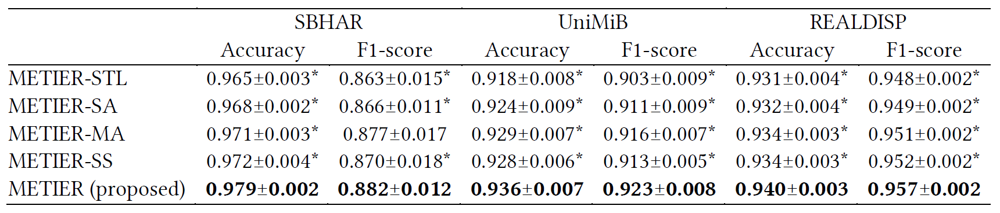 SBHAR UniMiB REALDISP
Accuracy F1-score Accuracy F1-score Accuracy F1-score
METIER-STL 0.965±0.003* 0.863±0.015* 0.918±0.008* 0.903±0.009* 0.931±0.004* 0.948±0.002*
METIER-SA 0.968±0.002* 0.866±0.011* 0.924±0.009* 0.911±0.009* 0.932±0.004* 0.949±0.002*
METIER-MA 0.971±0.003* 0.877±0.017 0.929±0.007* 0.916±0.007* 0.934±0.003* 0.951±0.002*
METIER-SS 0.972±0.004* 0.870±0.018* 0.928±0.006* 0.913±0.005* 0.934±0.003* 0.952±0.002*
METIER (proposed) 0.979±0.002 0.882±0.012 0.936±0.007 0.923±0.008 0.940±0.003 0.957±0.002